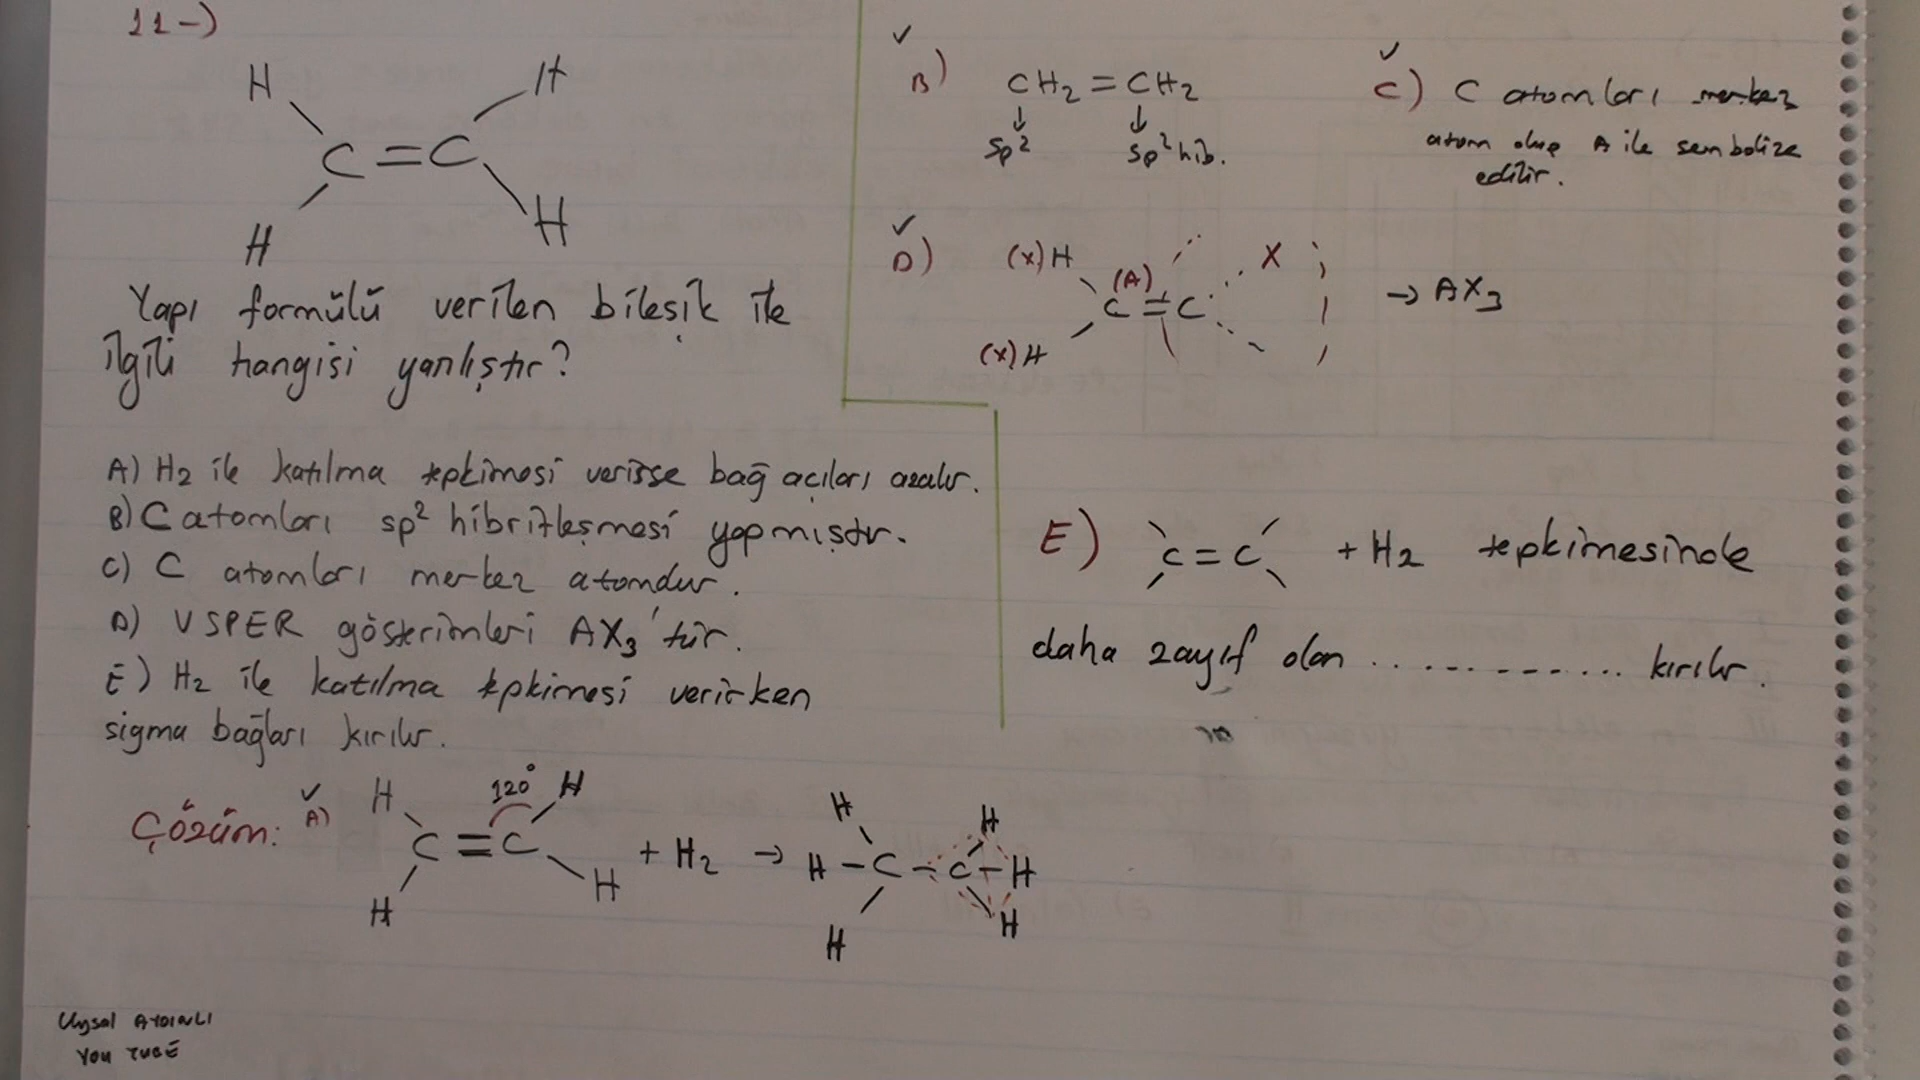 11-)
H H
C = C
H H
Yapı formülü verilen bileşik ile
ilgili hangisi yanlıştır?
A) H2 ile katılma tepkimesi verirse bağ açıları azalır.
B) C atomları sp² hibritleşmesi yapmıştır.
C) C atomları merkez atomdur.
D) VSPER gösterimleri AX3'tür.
E) H2 ile katılma tepkimesi verirken
sigma bağları kırılır.
Çözüm: A)
H 120° H
C = C + H2 →
H H
H H
H - C - C - H
H H
B) CH2 = CH2
↓ ↓
sp² sp² hib.
C) C atomları merkez
atom olup A ile sembolize
edilir.
D) (x) H (A) X
C = C → AX3
(x) H
E) C = C + H2 tepkimesinde
daha zayıf olan ............ kırılır.
Uysal AYDINLI
YOU TUBE